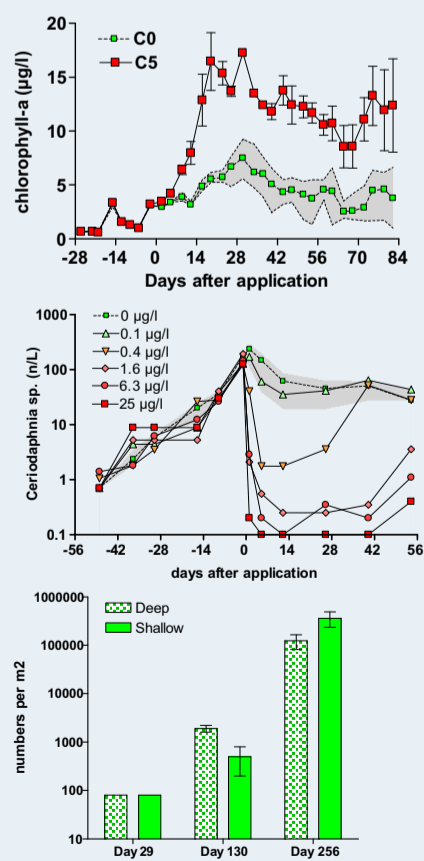 20
15
10
5
0
chlorophyll-a (µg/l)
C0
C5
-28 -14 0 14 28 42 56 70 84
Days after application
1000
100
10
1
0.1
Ceriodaphnia sp. (n/L)
0 µg/l
0.1 µg/l
0.4 µg/l
1.6 µg/l
6.3 µg/l
25 µg/l
-56 -42 -28 -14 0 14 28 42 56
days after application
1000000
100000
10000
1000
100
10
numbers per m2
Deep
Shallow
Day 29 Day 130 Day 256